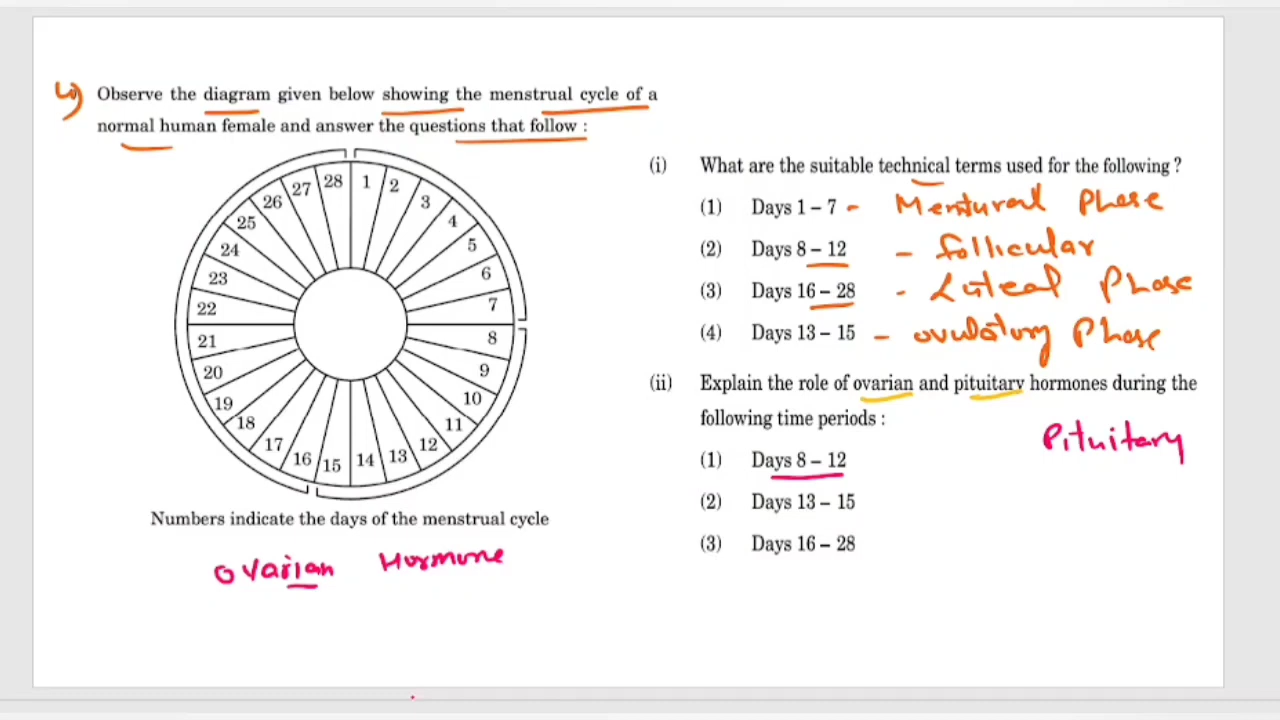 4) Observe the diagram given below showing the menstrual cycle of a
normal human female and answer the questions that follow :
1
2
3
4
5
6
7
8
9
10
11
12
13
14
15
16
17
18
19
20
21
22
23
24
25
26
27
28
Numbers indicate the days of the menstrual cycle
Ovarian Hormone
(i) What are the suitable technical terms used for the following ?
(1) Days 1 – 7 - Mentural Phase
(2) Days 8 – 12 - follicular
(3) Days 16 – 28 - Luteal Phase
(4) Days 13 – 15 - ovulatory Phase
(ii) Explain the role of ovarian and pituitary hormones during the
following time periods :
Pituitary
(1) Days 8 – 12
(2) Days 13 – 15
(3) Days 16 – 28